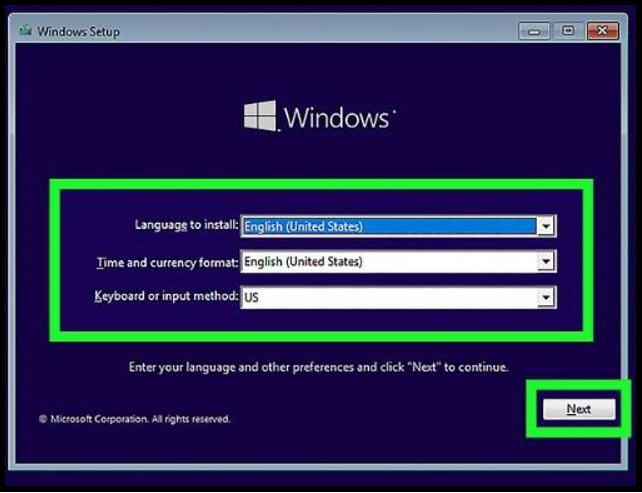 Windows Setup
Windows
Language to install: English (United States)
Time and currency format: English (United States)
Keyboard or input method: US
Enter your language and other preferences and click "Next" to continue.
Next
© Microsoft Corporation. All rights reserved.